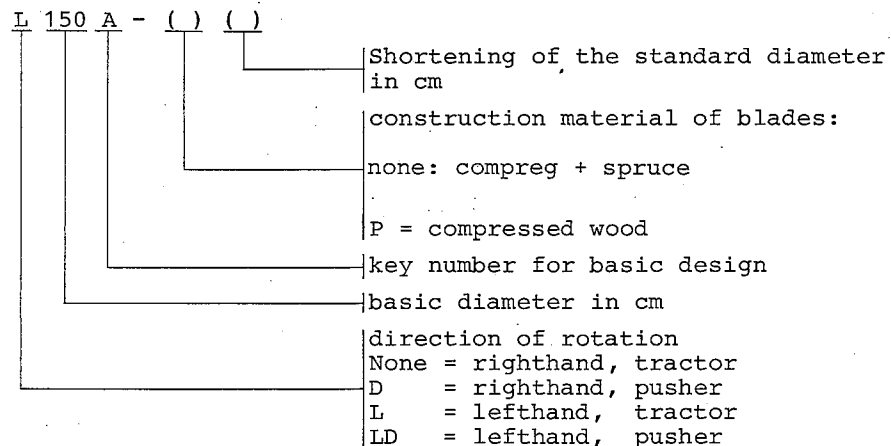 L 150 A - ( ) ( )
Shortening of the standard diameter
in cm
construction material of blades:
none: compreg + spruce
P = compressed wood
key number for basic design
basic diameter in cm
direction of rotation
None = righthand, tractor
D = righthand, pusher
L = lefthand, tractor
LD = lefthand, pusher